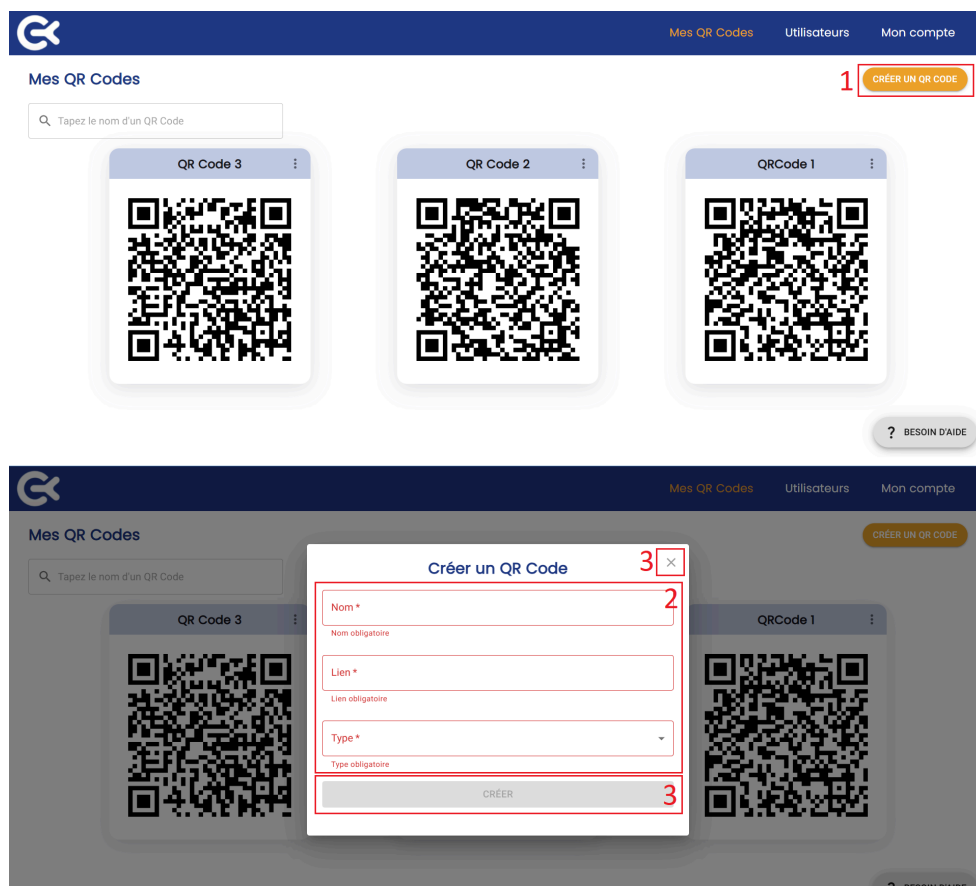 Mes QR Codes Utilisateurs Mon compte
Mes QR Codes
1 CRÉER UN QR CODE
Tapez le nom d'un QR Code
QR Code 3 QR Code 2 QRCode 1
? BESOIN D'AIDE
Mes QR Codes Utilisateurs Mon compte
Mes QR Codes
CRÉER UN QR CODE
Créer un QR Code 3 ×
Tapez le nom d'un QR Code
2
Nom *
QR Code 3 QRCode 1
Nom obligatoire
Lien *
Lien obligatoire
Type *
Type obligatoire
CRÉER 3
? BESOIN D'AIDE